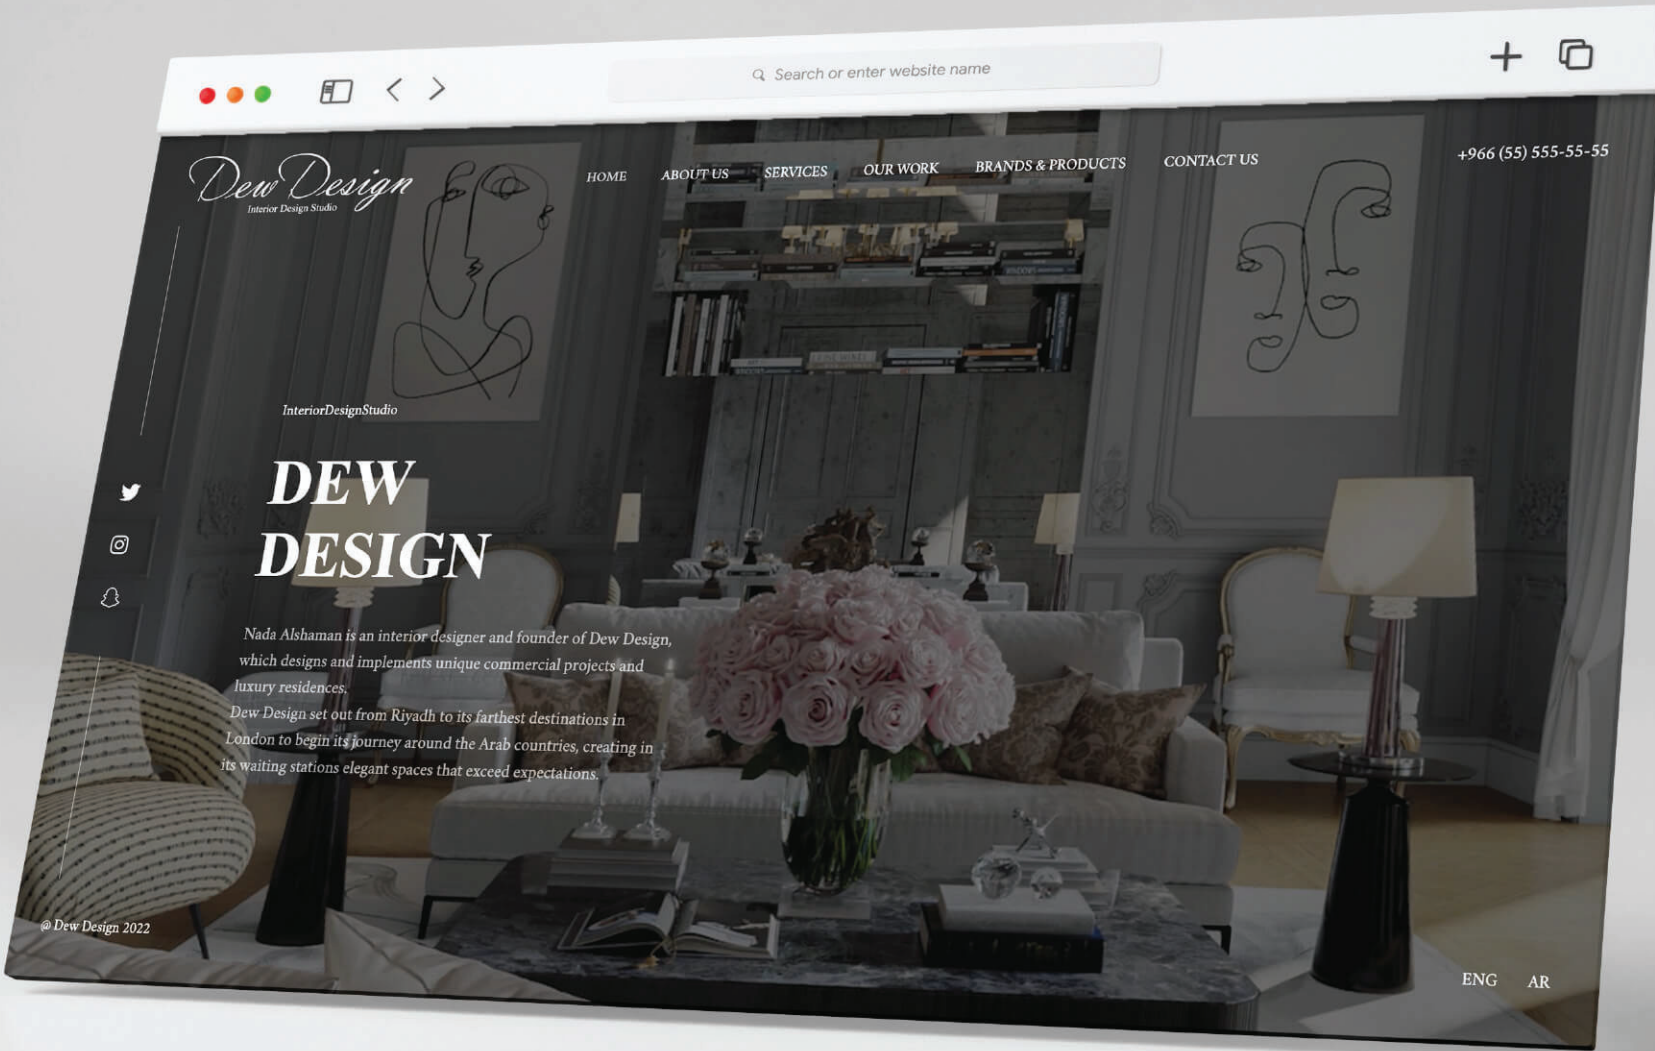 Search or enter website name
Dew Design
Interior Design Studio
HOME
ABOUT US
SERVICES
OUR WORK
BRANDS & PRODUCTS
CONTACT US
+966 (55) 555-55-55
InteriorDesignStudio
DEW
DESIGN
Nada Alshaman is an interior designer and founder of Dew Design,
which designs and implements unique commercial projects and
luxury residences.
Dew Design set out from Riyadh to its farthest destinations in
London to begin its journey around the Arab countries, creating in
its waiting stations elegant spaces that exceed expectations.
@ Dew Design 2022
ENG
AR